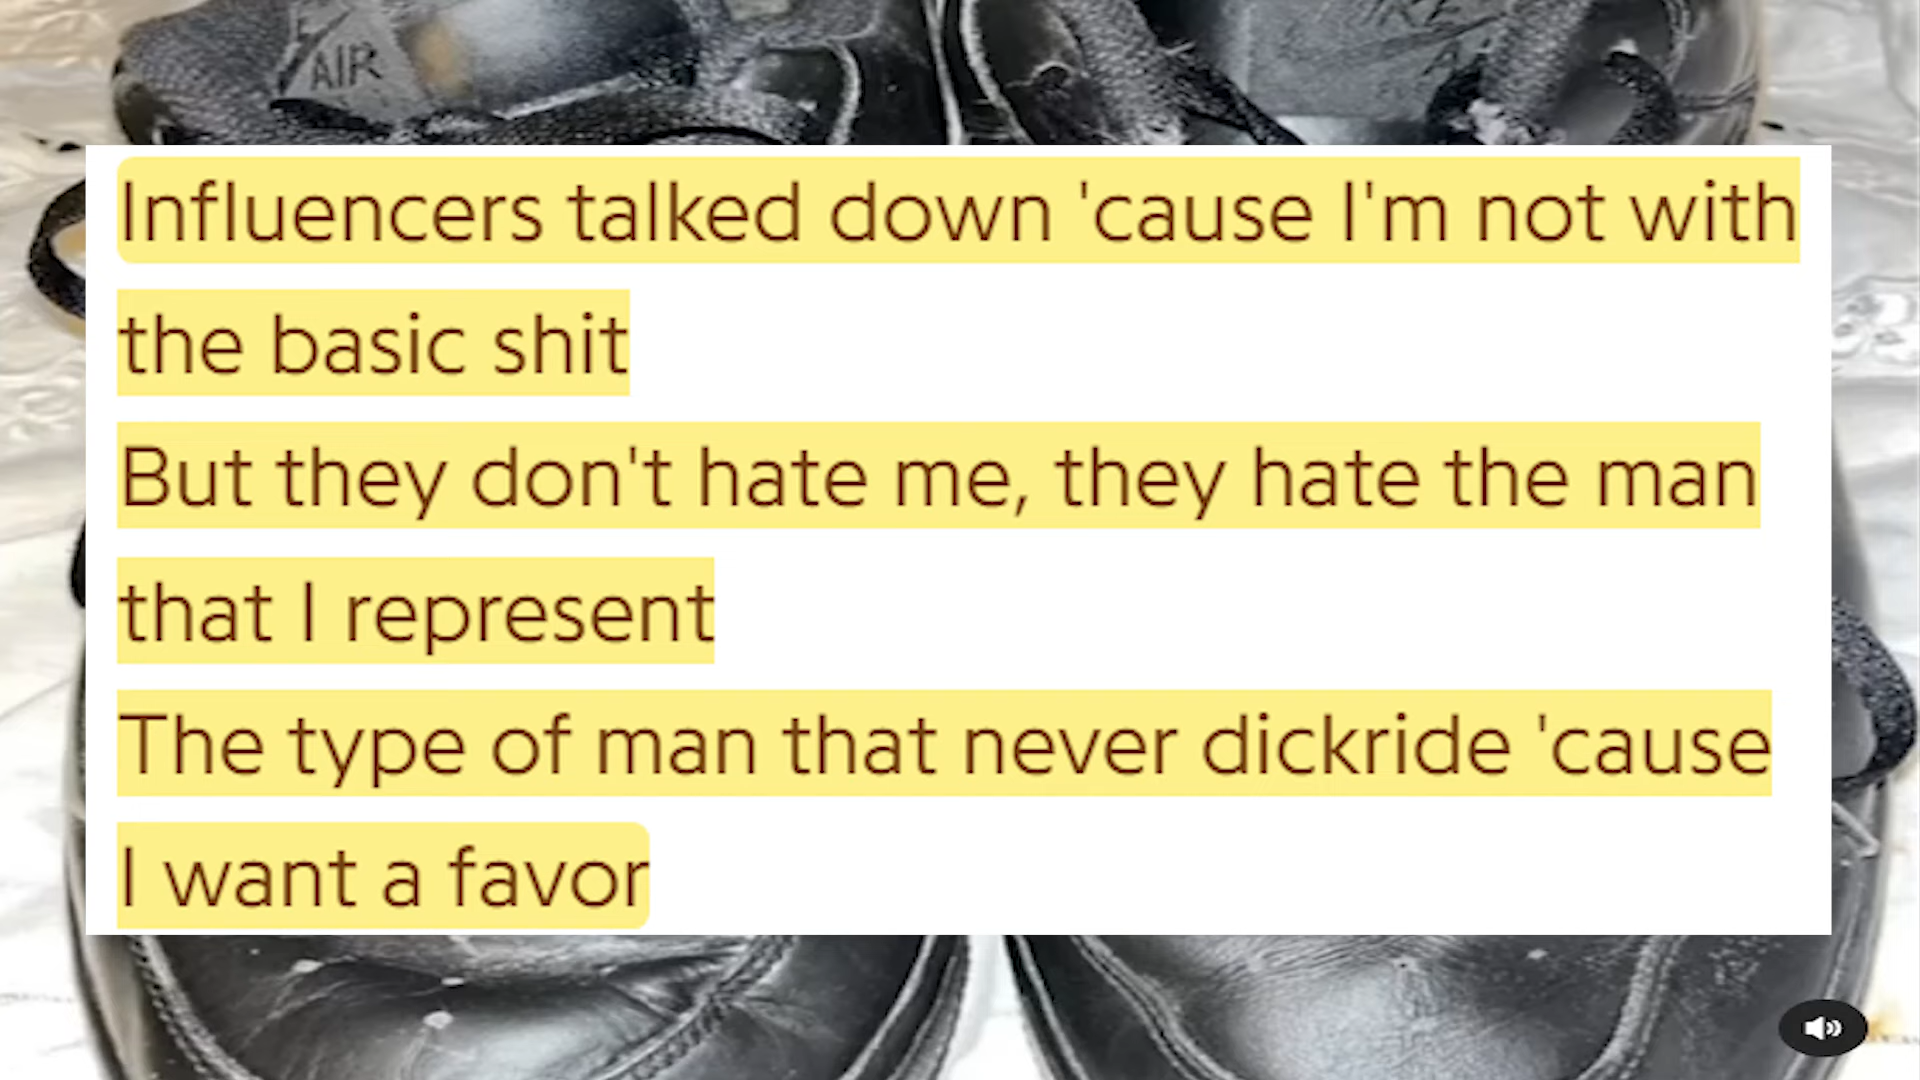 AIR
Influencers talked down 'cause I'm not with
the basic shit
But they don't hate me, they hate the man
that I represent
The type of man that never dickride 'cause
I want a favor